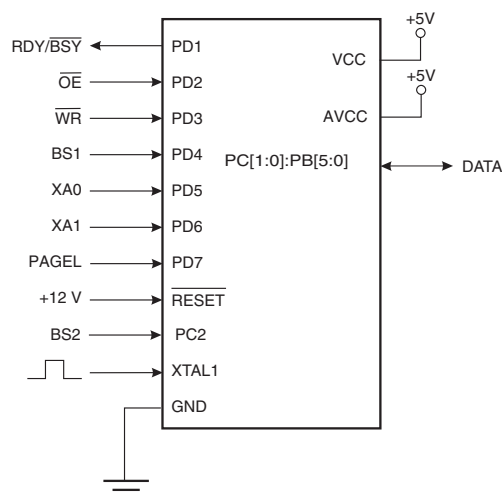 RDY/BSY PD1
OE PD2
WR PD3
BS1 PD4
XA0 PD5
XA1 PD6
PAGEL PD7
+12 V RESET
BS2 PC2
XTAL1
GND
+5V
VCC
+5V
AVCC
PC[1:0]:PB[5:0]
DATA